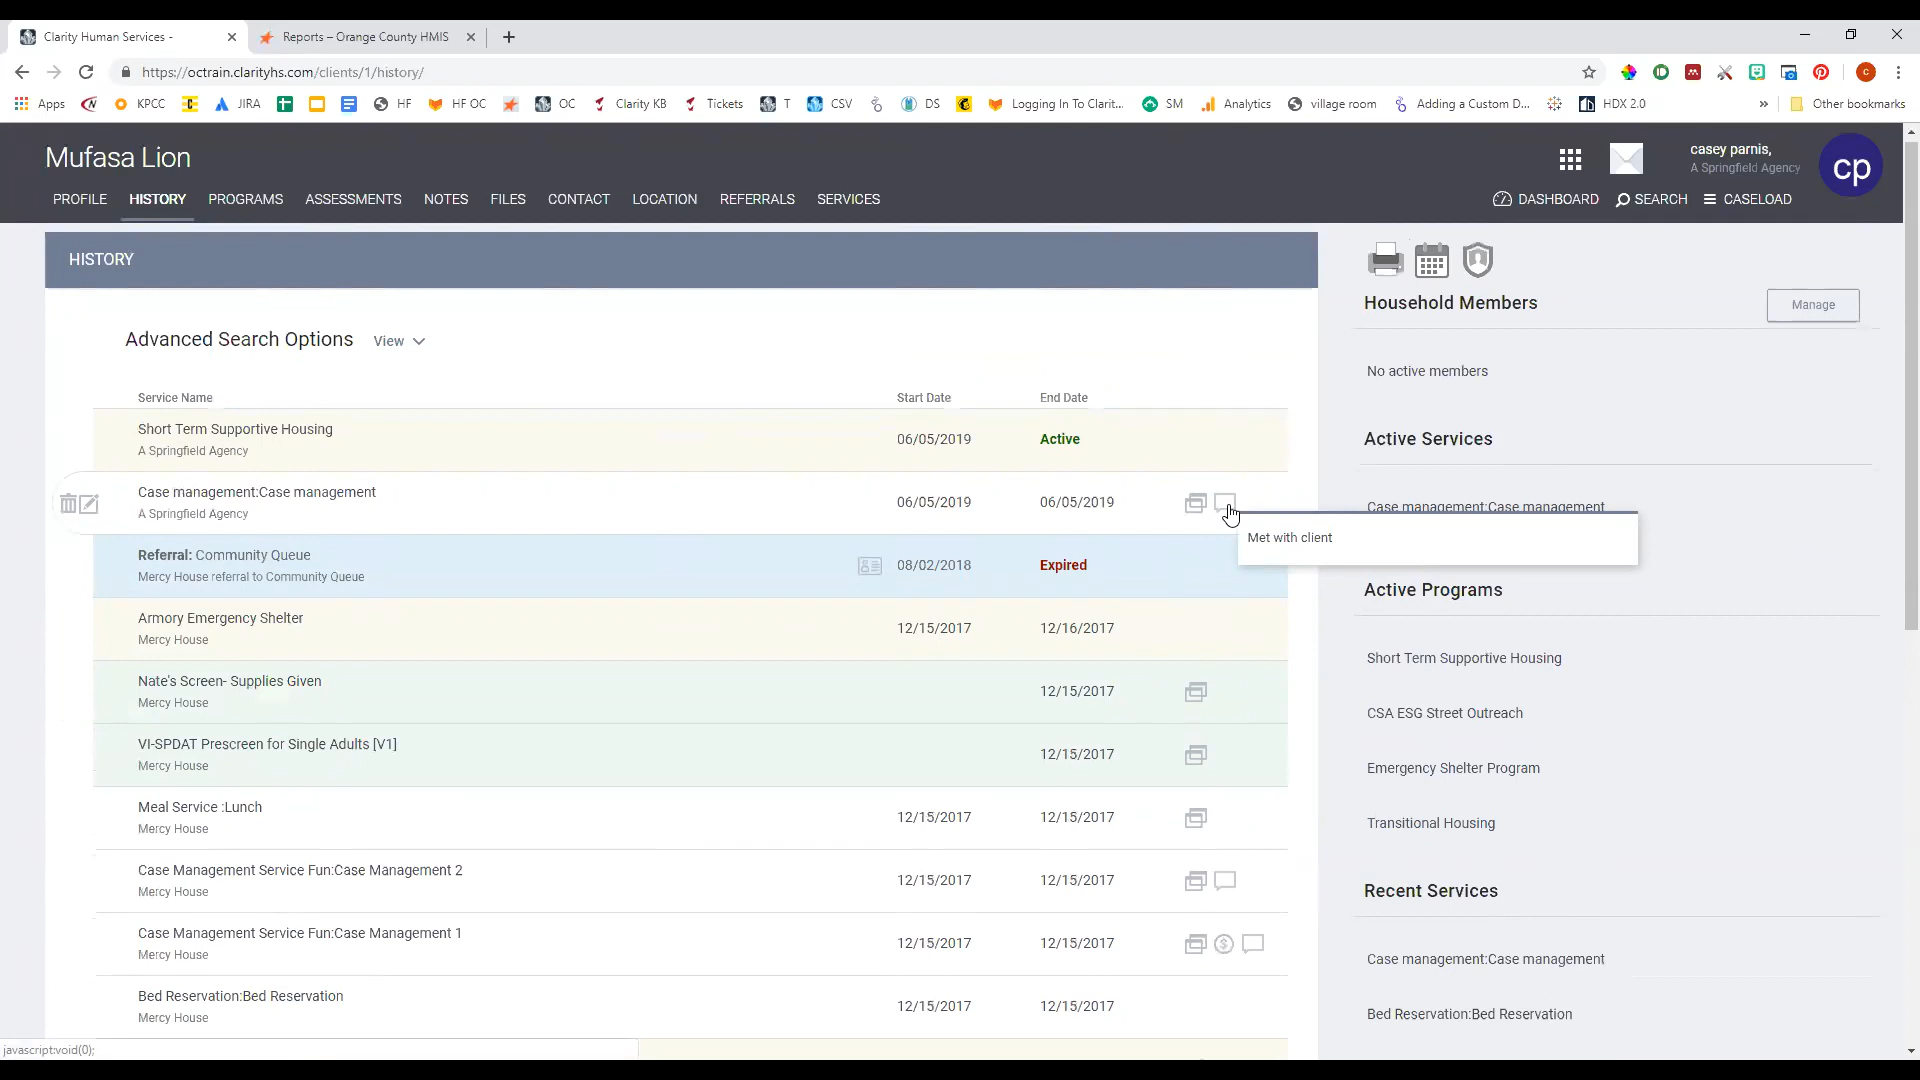 Clarity Human Services -
Reports – Orange County HMIS
https://octrain.clarityhs.com/clients/1/history/
Apps KPCC JIRA HF HF OC OC Clarity KB Tickets T CSV DS Logging In To Clarit... SM Analytics village room Adding a Custom D... HDX 2.0 » Other bookmarks
Mufasa Lion
casey parnis,
A Springfield Agency
cp
PROFILE HISTORY PROGRAMS ASSESSMENTS NOTES FILES CONTACT LOCATION REFERRALS SERVICES
DASHBOARD SEARCH CASELOAD
HISTORY
Advanced Search Options View
Service Name Start Date End Date
Short Term Supportive Housing
A Springfield Agency
06/05/2019 Active
Case management:Case management
A Springfield Agency
06/05/2019 06/05/2019
Met with client
Referral: Community Queue
Mercy House referral to Community Queue
08/02/2018 Expired
Armory Emergency Shelter
Mercy House
12/15/2017 12/16/2017
Nate's Screen- Supplies Given
Mercy House
12/15/2017
VI-SPDAT Prescreen for Single Adults [V1]
Mercy House
12/15/2017
Meal Service :Lunch
Mercy House
12/15/2017 12/15/2017
Case Management Service Fun:Case Management 2
Mercy House
12/15/2017 12/15/2017
Case Management Service Fun:Case Management 1
Mercy House
12/15/2017 12/15/2017
Bed Reservation:Bed Reservation
Mercy House
12/15/2017 12/15/2017
Household Members Manage
No active members
Active Services
Case management:Case management
Active Programs
Short Term Supportive Housing
CSA ESG Street Outreach
Emergency Shelter Program
Transitional Housing
Recent Services
Case management:Case management
Bed Reservation:Bed Reservation
javascript:void(0);